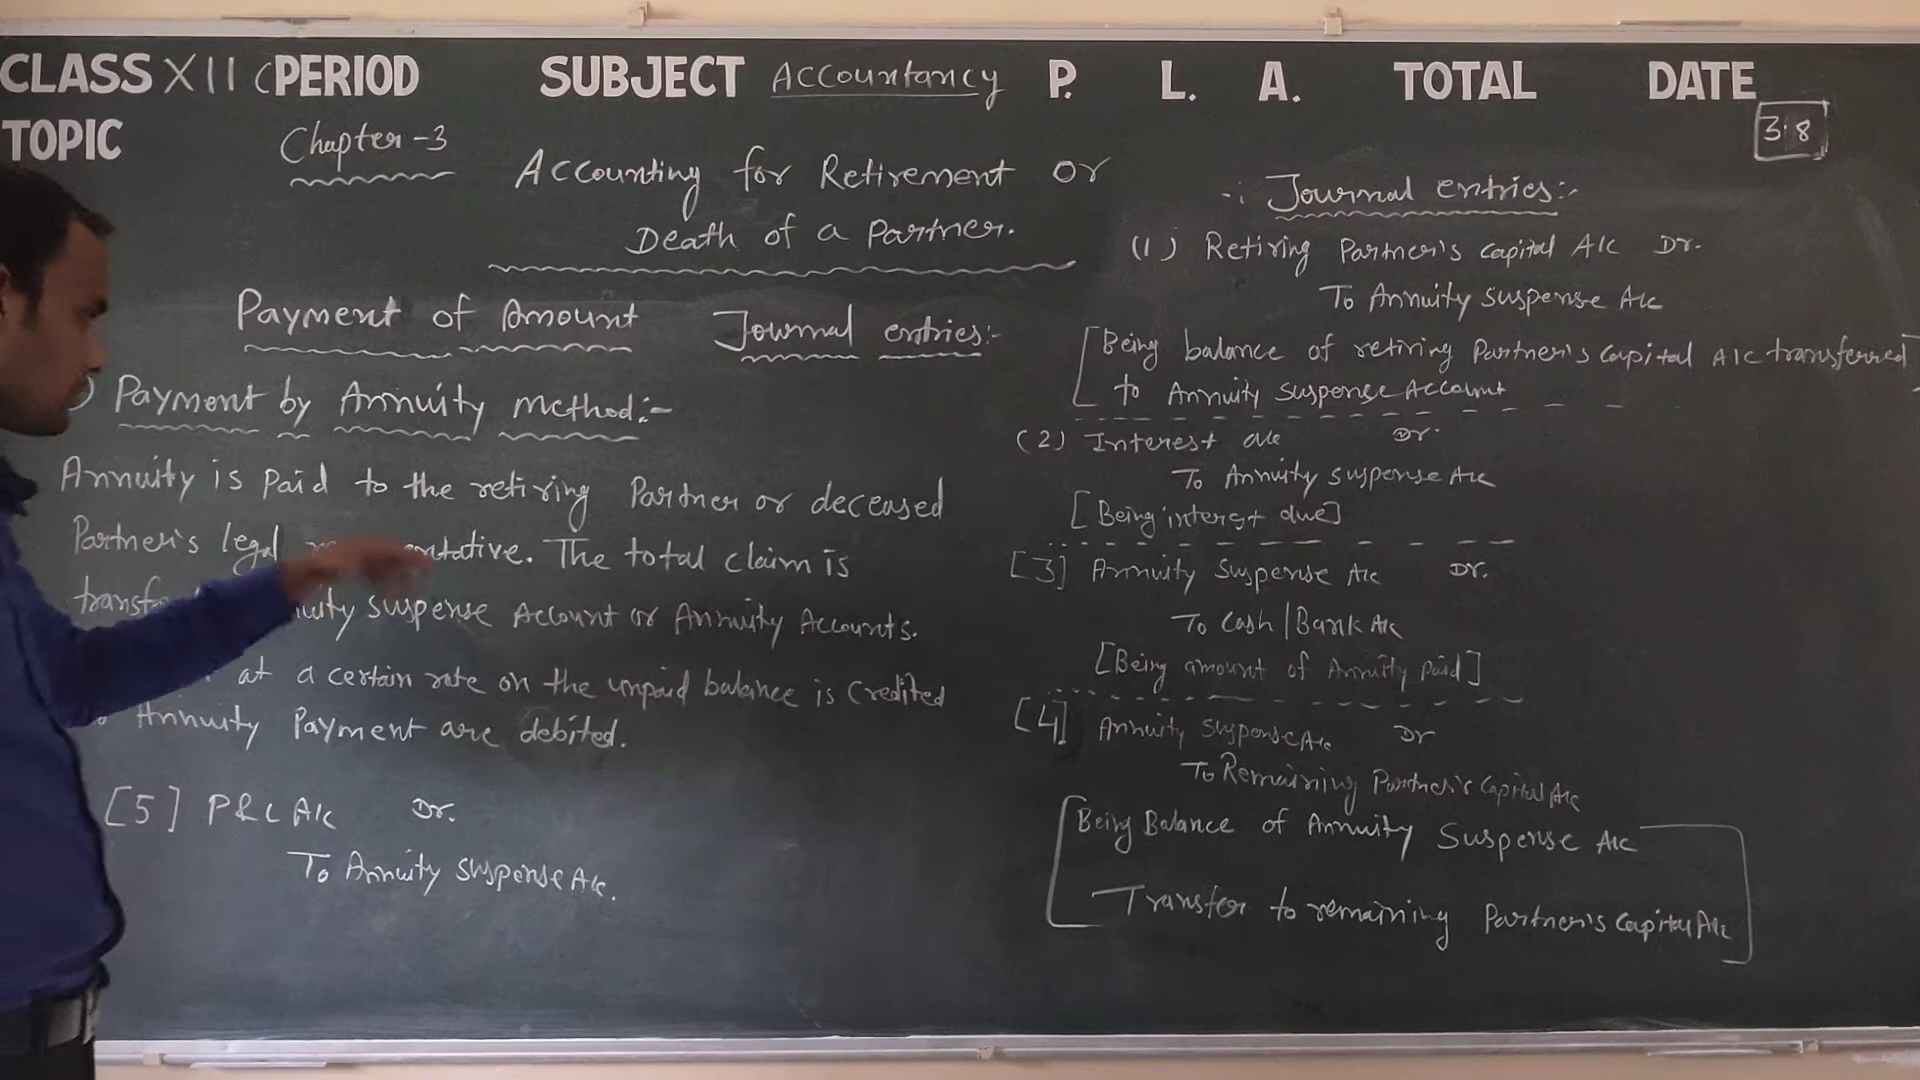 CLASS XII (PERIOD SUBJECT Accountancy P. L. A. TOTAL DATE
TOPIC
3.8
Chapter-3
Accounting for Retirement or
Death of a Partner.
Payment of Amount Journal entries:-
) Payment by Annuity method:-
Annuity is Paid to the retiring Partner or deceased
Partner's legal entative. The total claim is
transfe uity suspense Account or Annuity Accounts.
at a certain rate on the unpaid balance is Credited
Annuity Payment are debited.
[5] P&L A/c Dr.
To Annuity Suspense A/c.
-: Journal entries:-
(1) Retiring Partner's Capital A/c Dr.
To Annuity Suspense A/c
[Being balance of retiring Partner's Capital A/c transferred
to Annuity Suspense Account]
(2) Interest A/c Dr.
To Annuity Suspense A/c
[Being interest due]
[3] Annuity Suspense A/c Dr.
To Cash/Bank A/c
[Being amount of Annuity paid]
[4] Annuity Suspense A/c Dr
To Remaining Partner's Capital A/c
[Being Balance of Annuity Suspense A/c
Transfer to remaining Partner's Capital A/c]